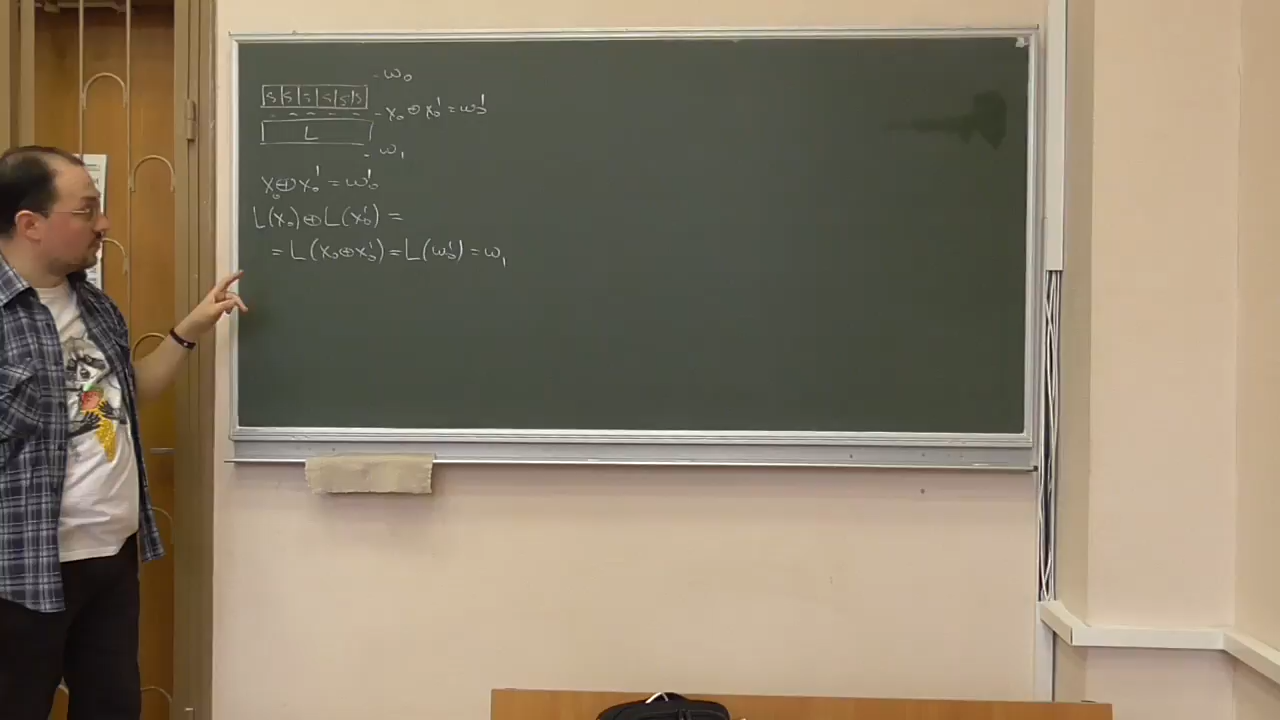 - ω₀
S S S S S S
- x₀ ⊕ x₀' = ω₀'
L
- ω₁
x₀ ⊕ x₀' = ω₀'
L(x₀) ⊕ L(x₀') =
= L(x₀ ⊕ x₀') = L(ω₀') = ω₁